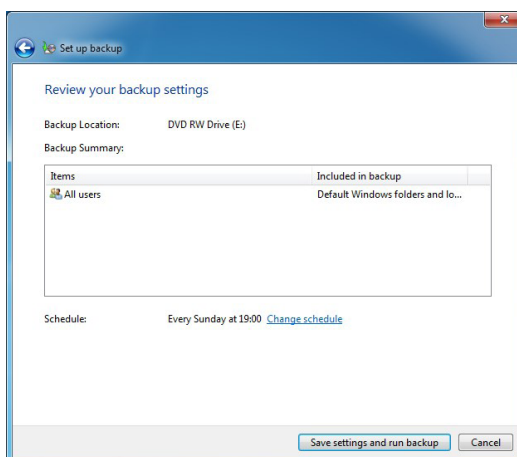 Set up backup
Review your backup settings
Backup Location: DVD RW Drive (E:)
Backup Summary:
Items Included in backup
All users Default Windows folders and lo...
Schedule: Every Sunday at 19:00 Change schedule
Save settings and run backup Cancel